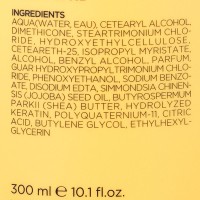 INGREDIENTS
AQUA(WATER, EAU), CETEARYL ALCOHOL,
DIMETHICONE, STEARTRIMONIUM CHLO-
RIDE, HYDROXYETHYLCELLULOSE,
CETEARETH-25, ISOPROPYL MYRISTATE,
ALCOHOL, BENZYL ALCOHOL, PARFUM,
GUAR HYDROXYPROPYLTRIMONIUM CHLO-
RIDE, PHENOXYETHANOL, SODIUM BENZO-
ATE, DISODIUM EDTA, SIMMONDSIA CHINEN-
SIS (JOJOBA) SEED OIL, BUTYROSPERMUM
PARKII (SHEA) BUTTER, HYDROLYZED
KERATIN, POLYQUATERNIUM-11, CITRIC
ACID, BUTYLENE GLYCOL, ETHYLHEXYL-
GLYCERIN
300 ml ℮ 10.1 fl.oz.